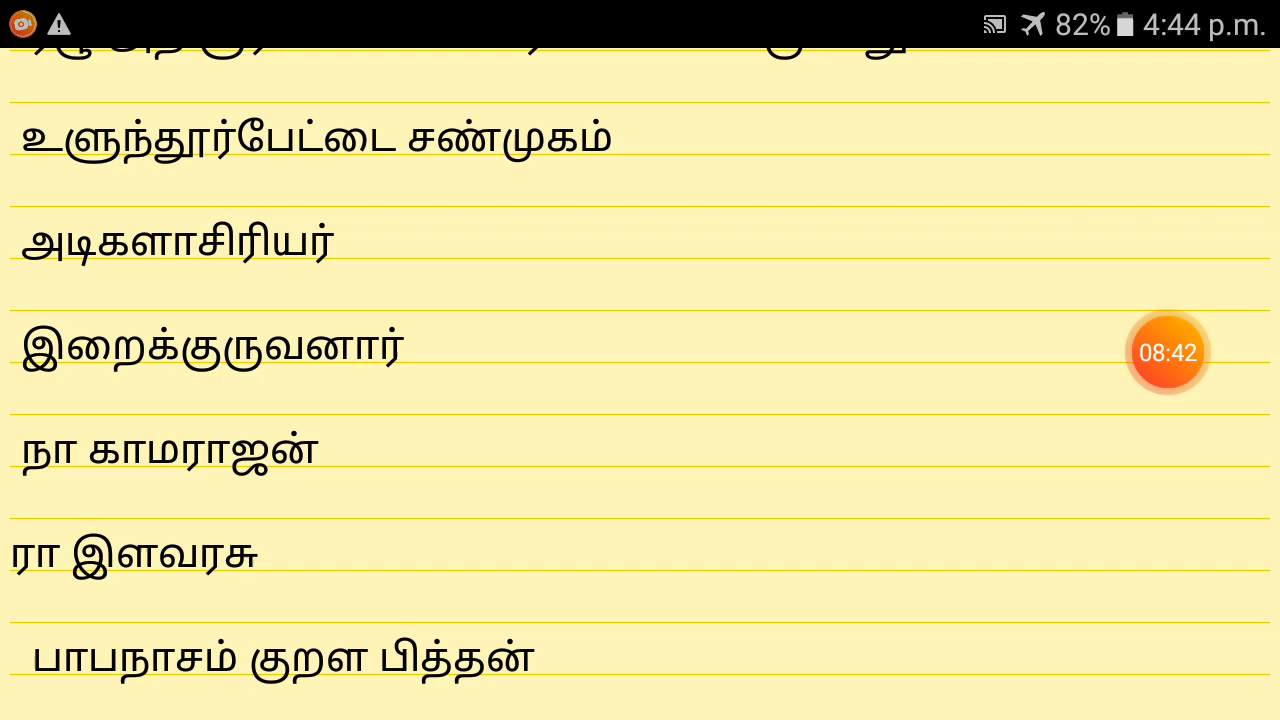 82% 4:44 p.m.
உளுந்தூர்பேட்டை சண்முகம்
அடிகளாசிரியர்
இறைக்குருவனார்
08:42
நா காமராஜன்
ரா இளவரசு
பாபநாசம் குறள பித்தன்